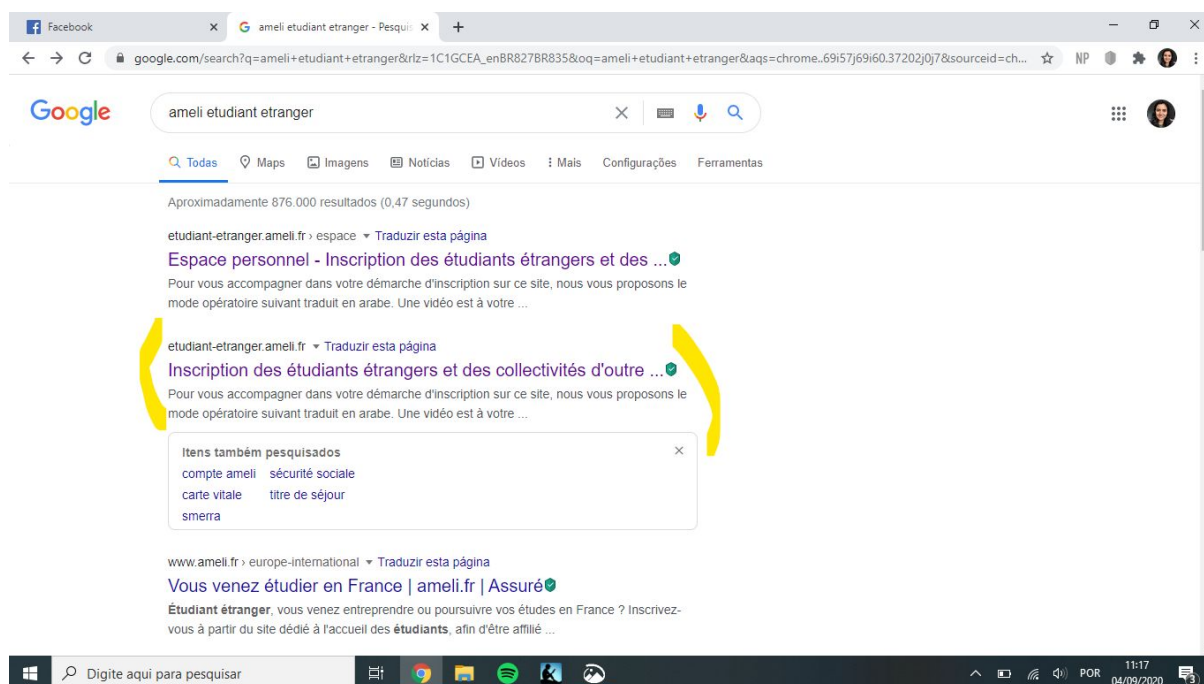 Facebook
ameli etudiant etranger - Pesquis
google.com/search?q=ameli+etudiant+etranger&rlz=1C1GCEA_enBR827BR835&oq=ameli+etudiant+etranger&aqs=chrome..69i57j69i60.37202j0j7&sourceid=ch...
NP
Google
ameli etudiant etranger
Todas Maps Imagens Notícias Vídeos Mais Configurações Ferramentas
Aproximadamente 876.000 resultados (0,47 segundos)
etudiant-etranger.ameli.fr › espace Traduzir esta página
Espace personnel - Inscription des étudiants étrangers et des ...
Pour vous accompagner dans votre démarche d'inscription sur ce site, nous vous proposons le
mode opératoire suivant traduit en arabe. Une vidéo est à votre ...
etudiant-etranger.ameli.fr Traduzir esta página
Inscription des étudiants étrangers et des collectivités d'outre ...
Pour vous accompagner dans votre démarche d'inscription sur ce site, nous vous proposons le
mode opératoire suivant traduit en arabe. Une vidéo est à votre ...
Itens também pesquisados
compte ameli sécurité sociale
carte vitale titre de séjour
smerra
www.ameli.fr › europe-international Traduzir esta página
Vous venez étudier en France | ameli.fr | Assuré
Étudiant étranger, vous venez entreprendre ou poursuivre vos études en France ? Inscrivez-
vous à partir du site dédié à l'accueil des étudiants, afin d'être affilié ...
Digite aqui para pesquisar
POR
11:17
04/09/2020
3